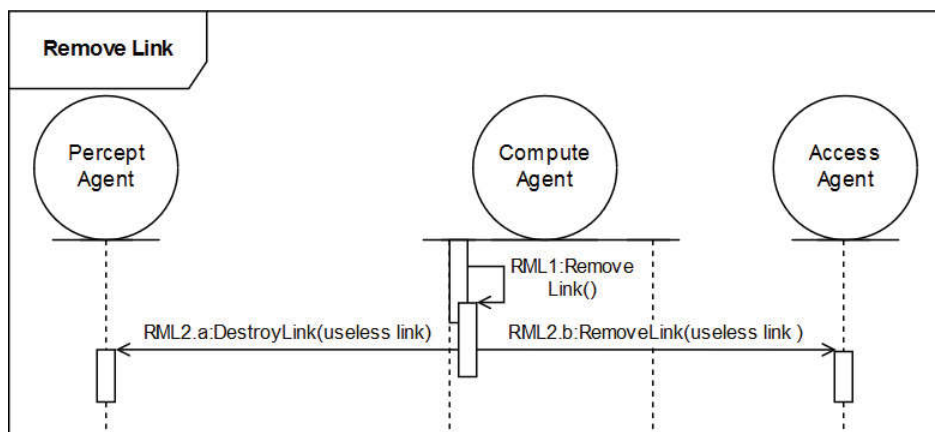 Remove Link
Percept
Agent
Compute
Agent
Access
Agent
RML1:Remove
Link()
RML2.a:DestroyLink(useless link)
RML2.b:RemoveLink(useless link )